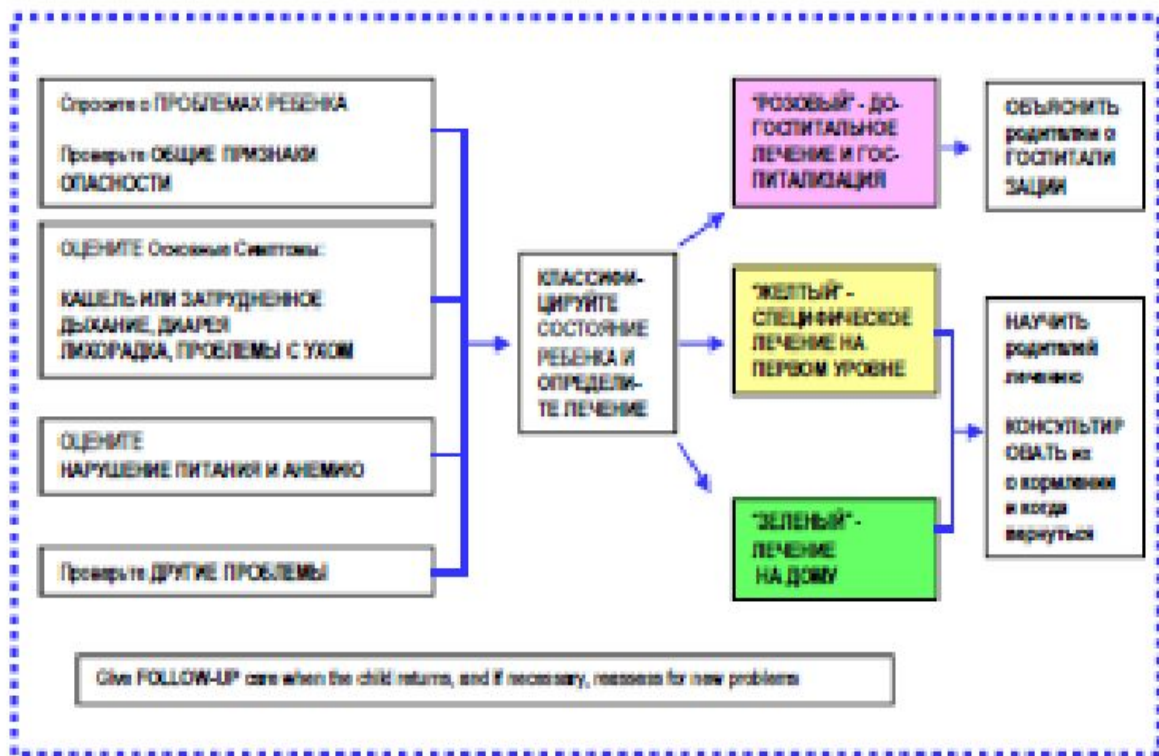 Спросите о ПРОБЛЕМАХ РЕБЕНКА
Проверьте ОБЩИЕ ПРИЗНАКИ
ОПАСНОСТИ
ОЦЕНИТЕ Основные Симптомы:
КАШЕЛЬ ИЛИ ЗАТРУДНЕННОЕ
ДЫХАНИЕ, ДИАРЕЯ
ЛИХОРАДКА, ПРОБЛЕМЫ С УХОМ
ОЦЕНИТЕ
НАРУШЕНИЕ ПИТАНИЯ И АНЕМИЮ
Проверьте ДРУГИЕ ПРОБЛЕМЫ
КЛАССИФИ-
ЦИРУЙТЕ
СОСТОЯНИЕ
РЕБЕНКА И
ОПРЕДЕЛИ-
ТЕ ЛЕЧЕНИЕ
"РОЗОВЫЙ" - ДО-
ГОСПИТАЛЬНОЕ
ЛЕЧЕНИЕ И ГОС-
ПИТАЛИЗАЦИЯ
ОБЪЯСНИТЬ
родителям о
ГОСПИТАЛИ
ЗАЦИИ
"ЖЕЛТЫЙ" -
СПЕЦИФИЧЕСКОЕ
ЛЕЧЕНИЕ НА
ПЕРВОМ УРОВНЕ
"ЗЕЛЕНЫЙ" -
ЛЕЧЕНИЕ
НА ДОМУ
НАУЧИТЬ
родителей
лечению
КОНСУЛЬТИР
ОВАТЬ их
о кормлении
и когда
вернуться
Give FOLLOW-UP care when the child returns, and if necessary, reassess for new problems